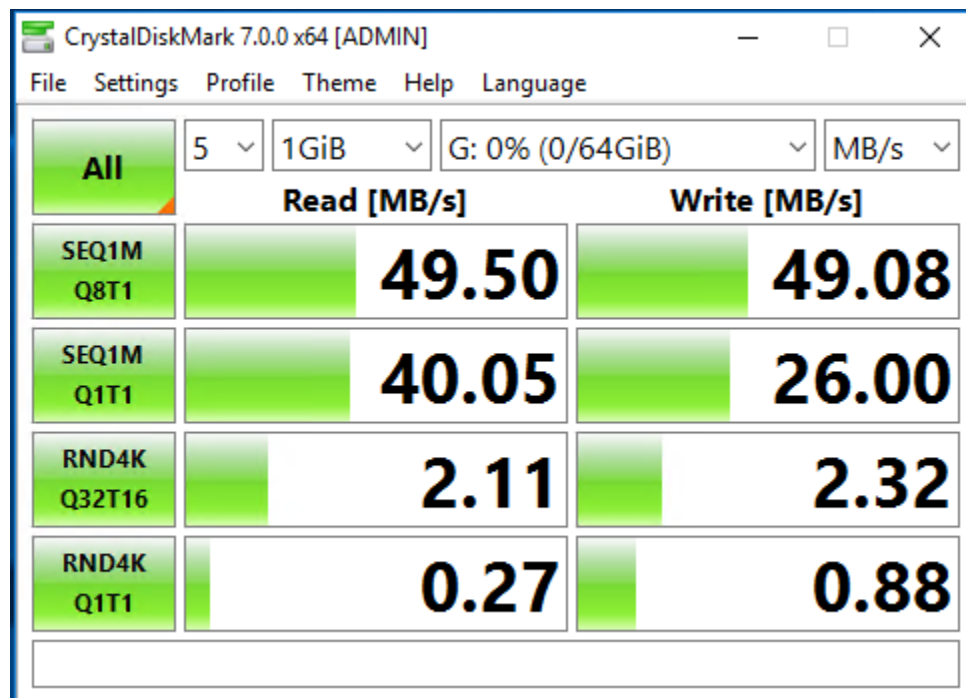 CrystalDiskMark 7.0.0 x64 [ADMIN]
File Settings Profile Theme Help Language
All
5 1GiB G: 0% (0/64GiB) MB/s
Read [MB/s] Write [MB/s]
SEQ1M
Q8T1
49.50 49.08
SEQ1M
Q1T1
40.05 26.00
RND4K
Q32T16
2.11 2.32
RND4K
Q1T1
0.27 0.88